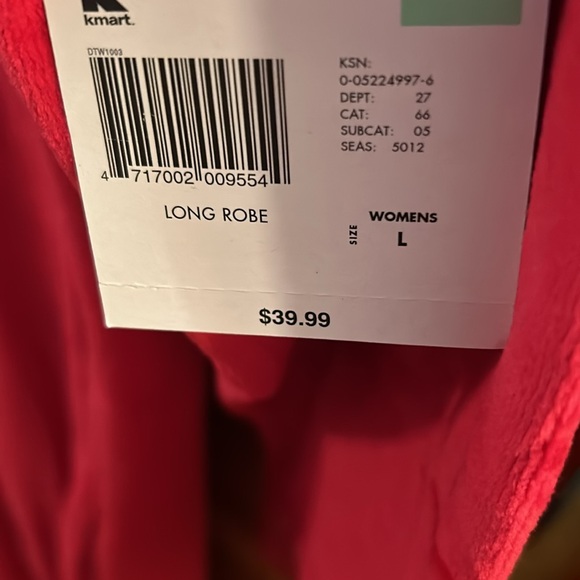 kmart.
DTW1003
4 717002 009554
LONG ROBE
KSN:
0-05224997-6
DEPT: 27
CAT: 66
SUBCAT: 05
SEAS: 5012
SIZE
WOMENS
L
$39.99